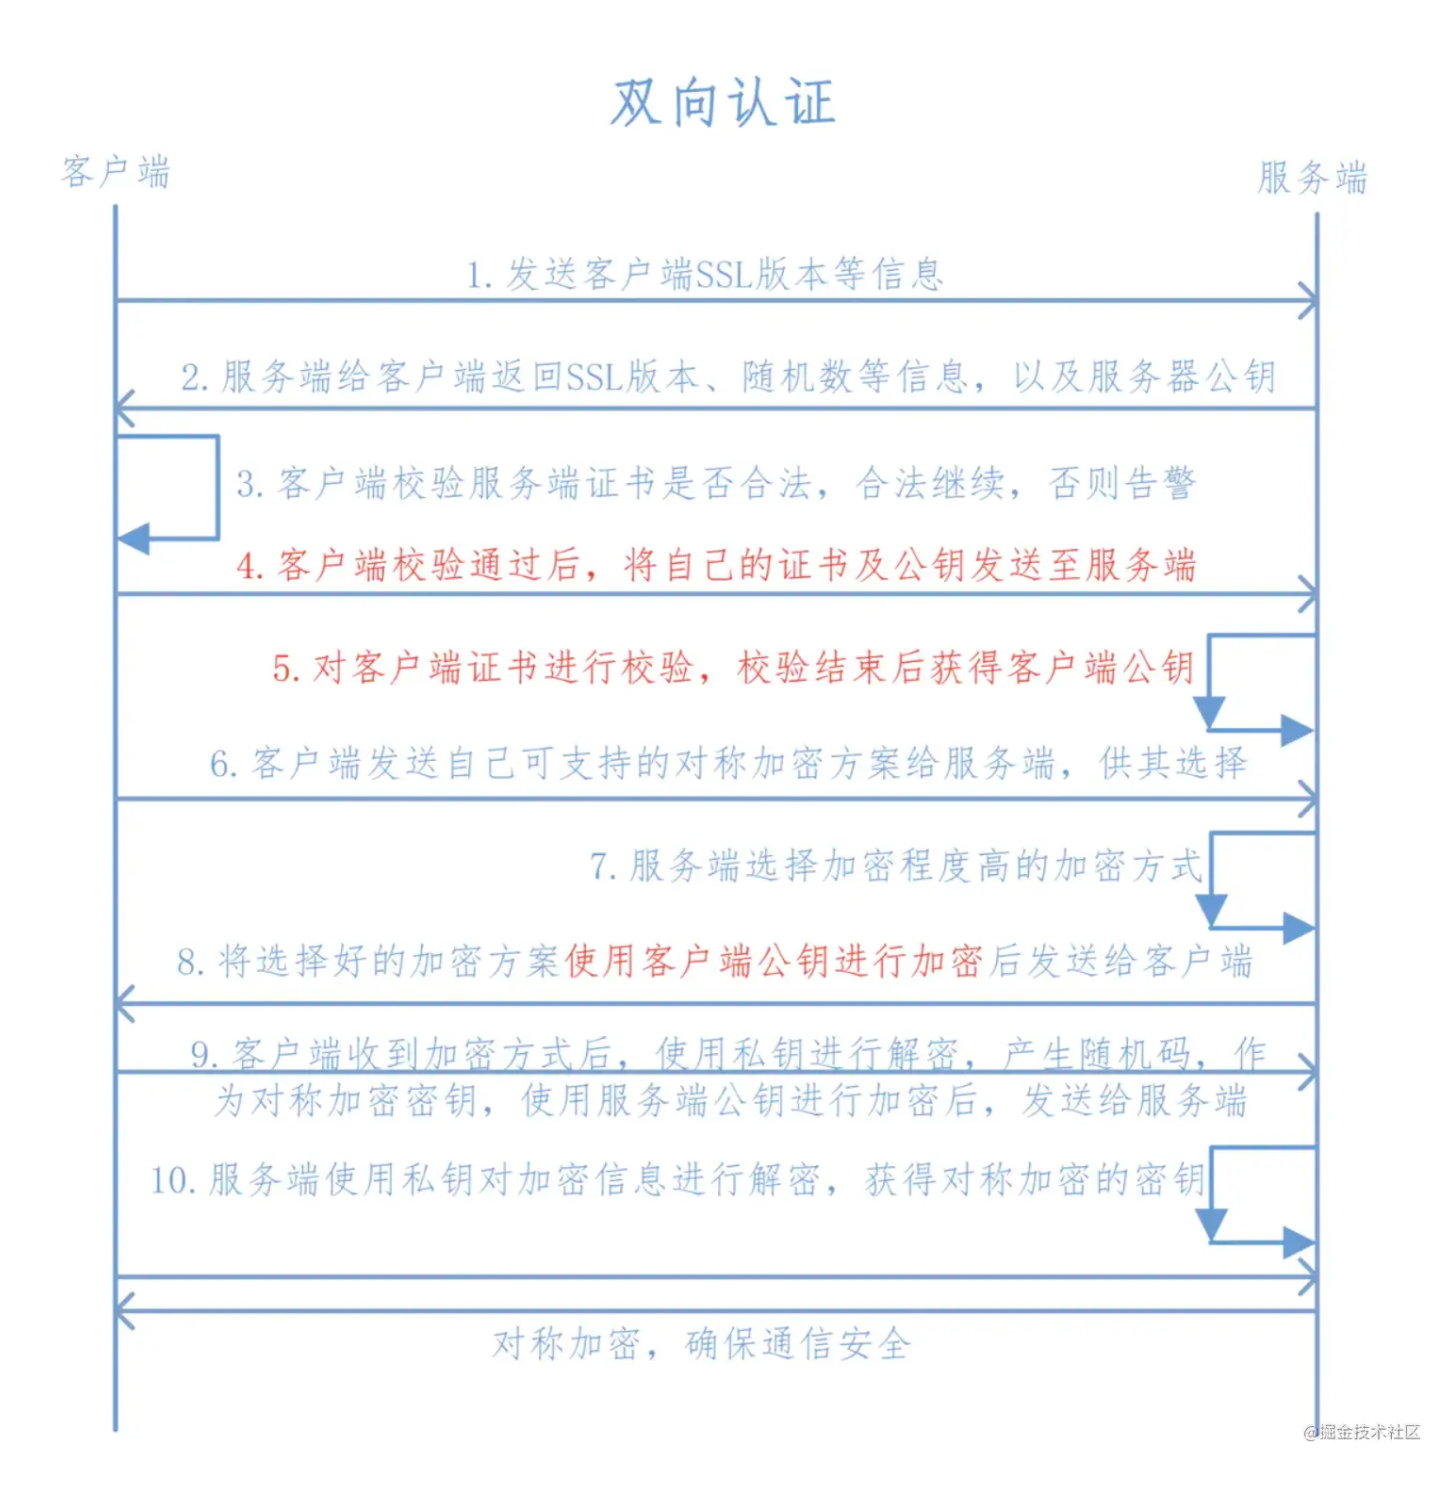 双向认证
客户端
服务端
1.发送客户端SSL版本等信息
2.服务端给客户端返回SSL版本、随机数等信息，以及服务器公钥
3.客户端校验服务端证书是否合法，合法继续，否则告警
4.客户端校验通过后，将自己的证书及公钥发送至服务端
5.对客户端证书进行校验，校验结束后获得客户端公钥
6.客户端发送自己可支持的对称加密方案给服务端，供其选择
7.服务端选择加密程度高的加密方式
8.将选择好的加密方案使用客户端公钥进行加密后发送给客户端
9.客户端收到加密方式后，使用私钥进行解密，产生随机码，作
为对称加密密钥，使用服务端公钥进行加密后，发送给服务端
10.服务端使用私钥对加密信息进行解密，获得对称加密的密钥
对称加密，确保通信安全
@掘金技术社区